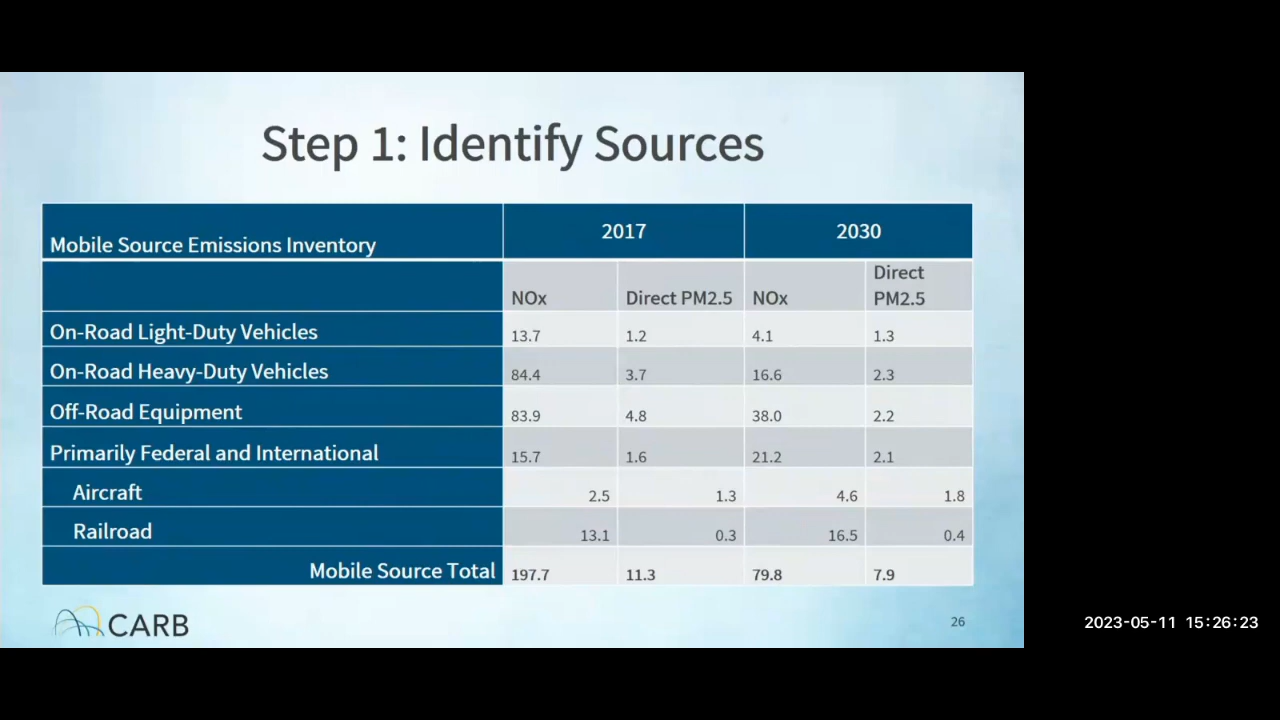 Step 1: Identify Sources
Mobile Source Emissions Inventory 2017 2030
NOx Direct PM2.5 NOx Direct PM2.5
On-Road Light-Duty Vehicles 13.7 1.2 4.1 1.3
On-Road Heavy-Duty Vehicles 84.4 3.7 16.6 2.3
Off-Road Equipment 83.9 4.8 38.0 2.2
Primarily Federal and International 15.7 1.6 21.2 2.1
Aircraft 2.5 1.3 4.6 1.8
Railroad 13.1 0.3 16.5 0.4
Mobile Source Total 197.7 11.3 79.8 7.9
CARB
26
2023-05-11 15:26:23